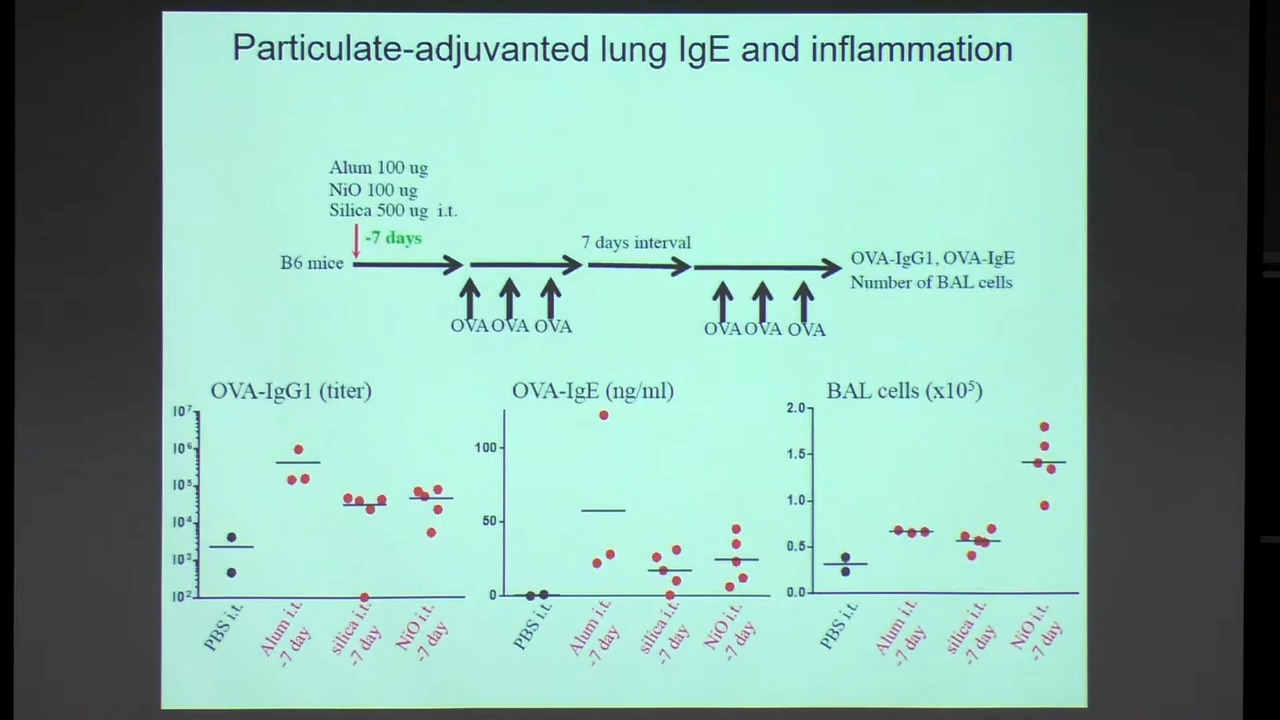 Particulate-adjuvanted lung IgE and inflammation
Alum 100 ug
NiO 100 ug
Silica 500 ug i.t.
-7 days
B6 mice
7 days interval
OVA-IgG1, OVA-IgE
Number of BAL cells
OVA OVA OVA
OVA OVA OVA
OVA-IgG1 (titer)
10⁷
10⁶
10⁵
10⁴
10³
10²
PBS i.t.
Alum i.t.
-7 day
silica i.t.
-7 day
NiO i.t.
-7 day
OVA-IgE (ng/ml)
100
50
0
PBS i.t.
Alum i.t.
-7 day
silica i.t.
-7 day
NiO i.t.
-7 day
BAL cells (x10⁵)
2.0
1.5
1.0
0.5
0.0
PBS i.t.
Alum i.t.
-7 day
silica i.t.
-7 day
NiO i.t.
-7 day